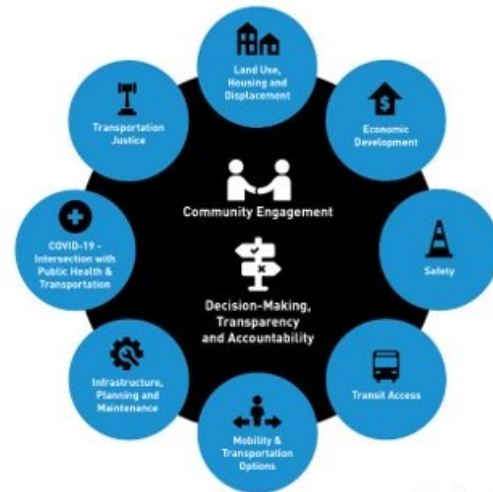 Land Use,
Housing and
Displacement
$
Economic
Development
Safety
Transit Access
Mobility &
Transportation
Options
Infrastructure,
Planning and
Maintenance
COVID-19 -
Intersection with
Public Health &
Transportation
Transportation
Justice
Community Engagement
Decision-Making,
Transparency
and Accountability